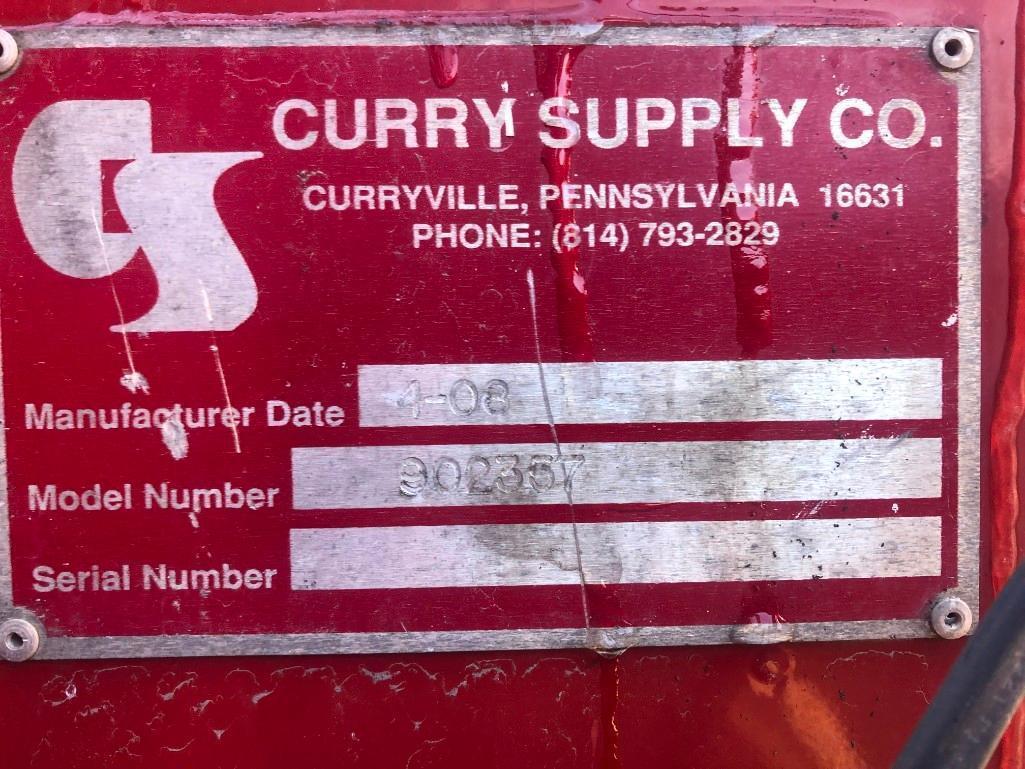 CS
CURRY SUPPLY CO.
CURRYVILLE, PENNSYLVANIA 16631
PHONE: (814) 793-2829
Manufacturer Date 4-08
Model Number 902357
Serial Number